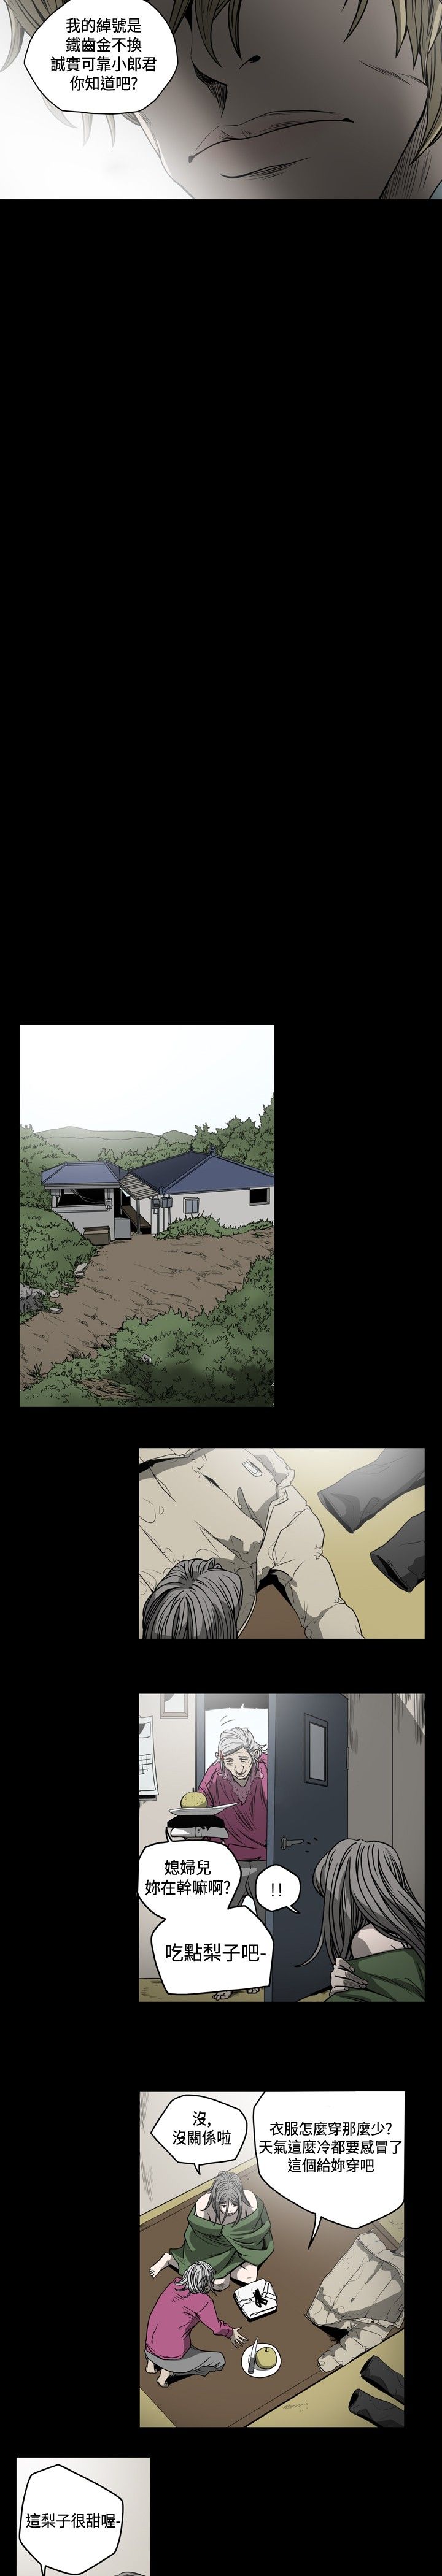 我的綽號是
鐵齒金不換
誠實可靠小郎君
你知道吧?
媳婦兒
妳在幹嘛啊?
!!
吃點梨子吧-
沒,
沒關係啦
衣服怎麼穿那麼少?
天氣這麼冷都要感冒了
這個給妳穿吧
這梨子很甜喔-